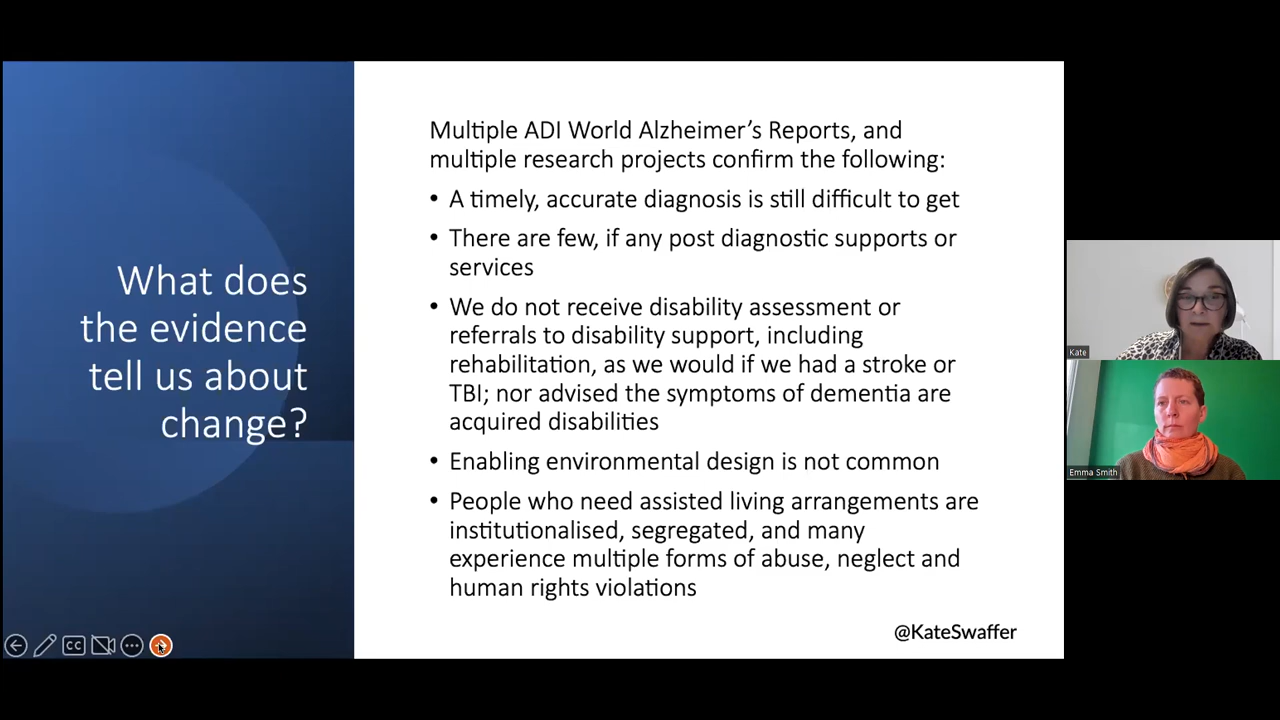 What does
the evidence
tell us about
change?
Multiple ADI World Alzheimer’s Reports, and
multiple research projects confirm the following:
• A timely, accurate diagnosis is still difficult to get
• There are few, if any post diagnostic supports or
services
• We do not receive disability assessment or
referrals to disability support, including
rehabilitation, as we would if we had a stroke or
TBI; nor advised the symptoms of dementia are
acquired disabilities
• Enabling environmental design is not common
• People who need assisted living arrangements are
institutionalised, segregated, and many
experience multiple forms of abuse, neglect and
human rights violations
@KateSwaffer
CC
Kate
Emma Smith